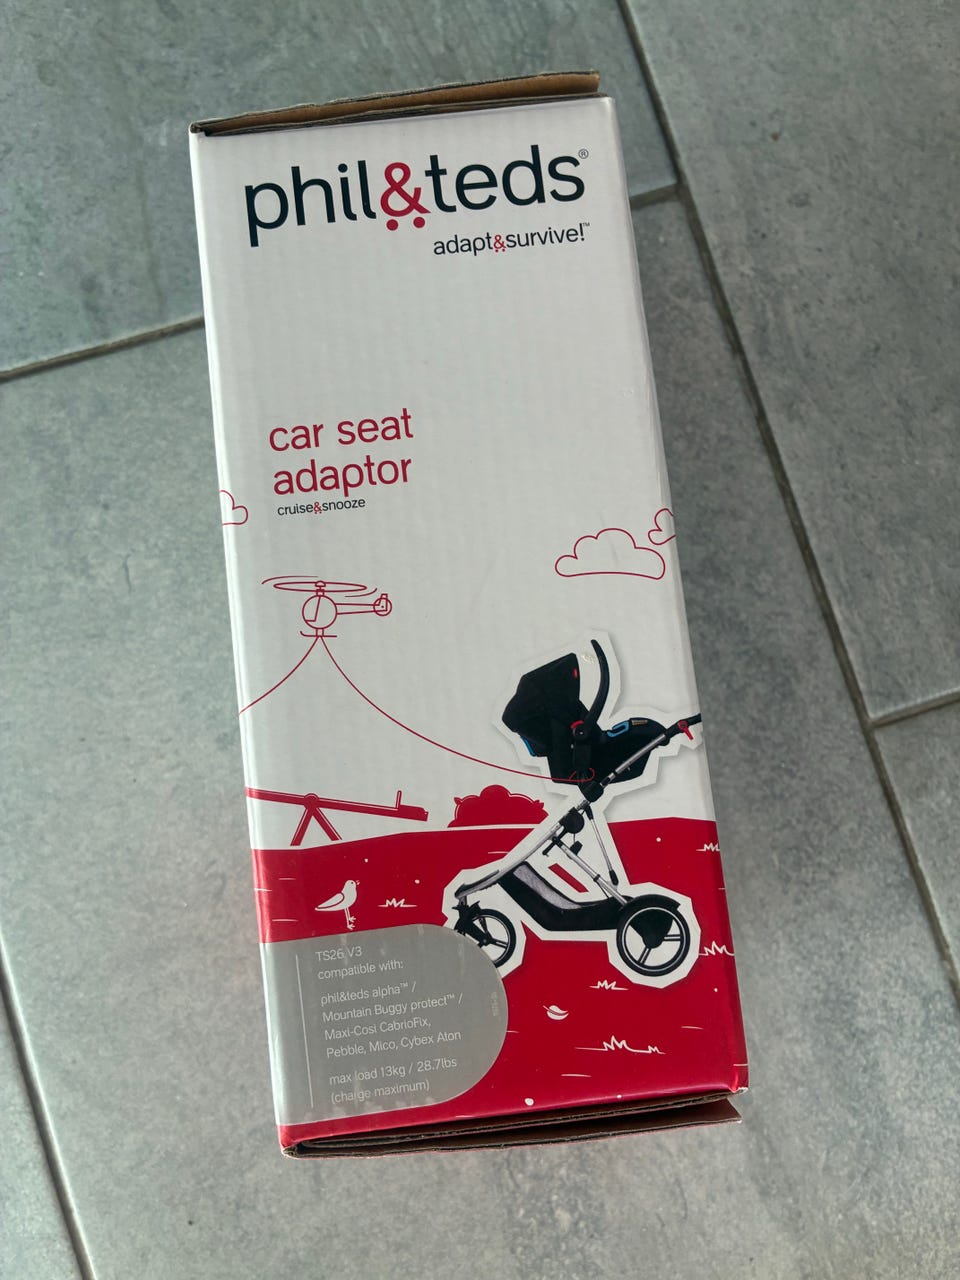 phil&teds®
adapt&survive!™
car seat
adaptor
cruise&snooze
TS26 V3
compatible with:
phil&teds alpha™ /
Mountain Buggy protect™ /
Maxi-Cosi CabrioFix,
Pebble, Mico, Cybex Aton
max load 13kg / 28.7lbs
(charge maximum)